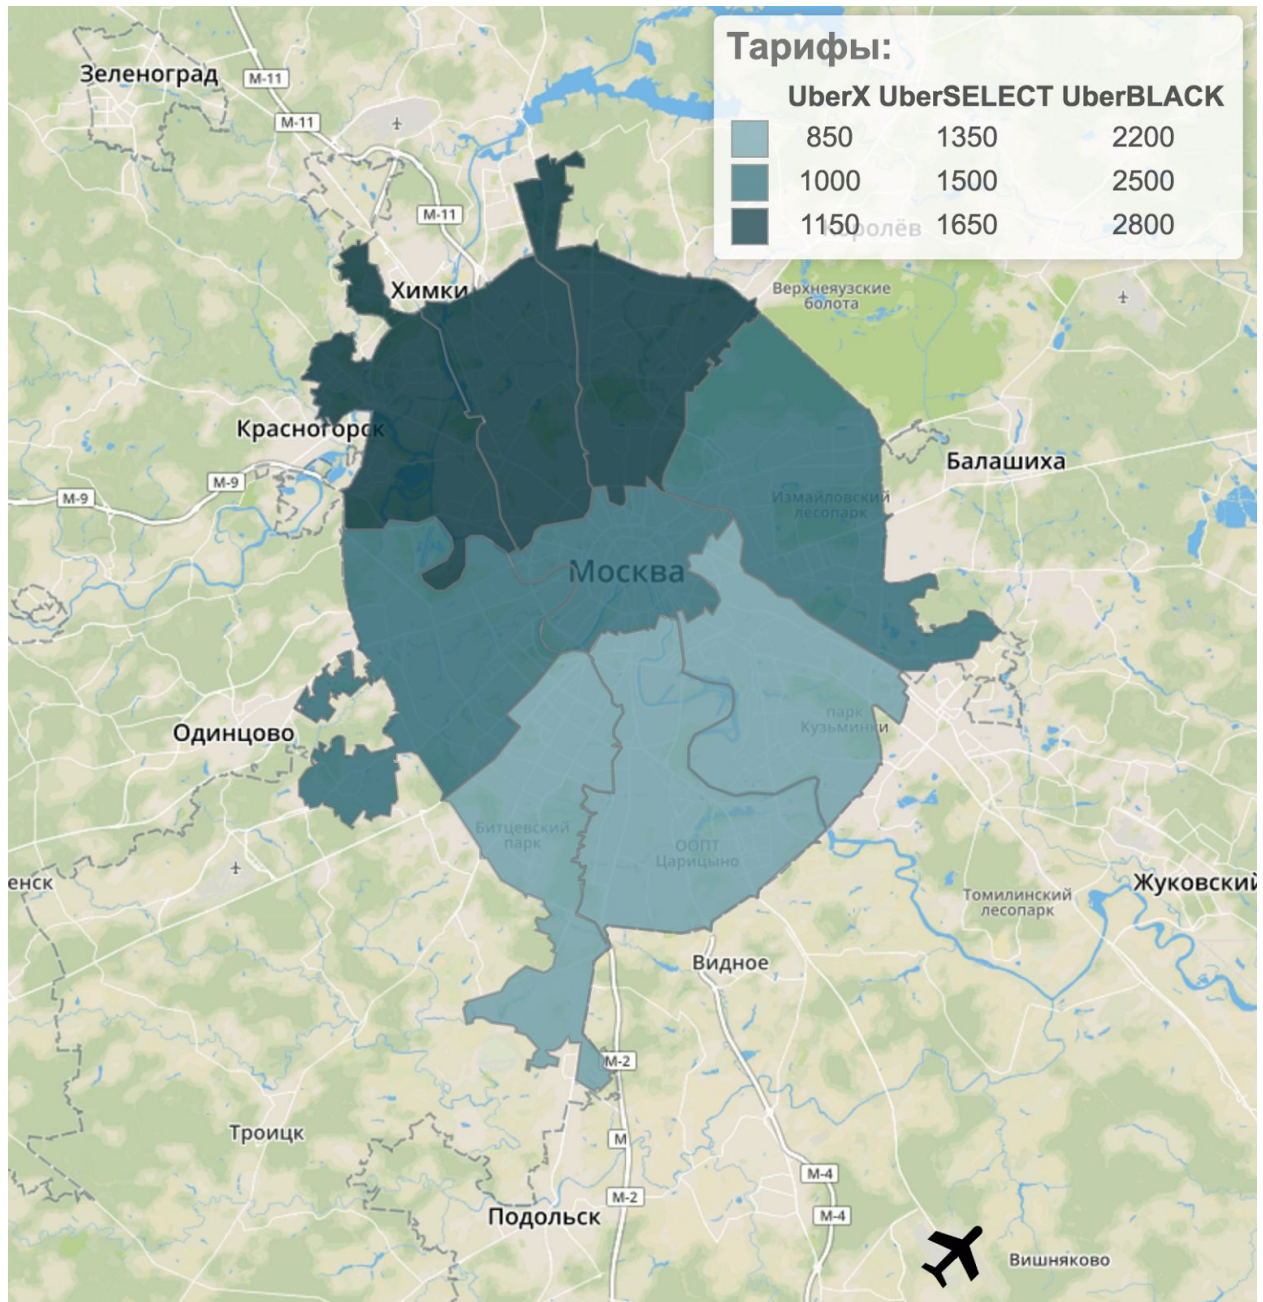 Тарифы:
UberX UberSELECT UberBLACK
850 1350 2200
1000 1500 2500
1150 1650 2800
Королёв
Зеленоград
М-11
М-11
М-11
Химки
Верхнеяузские
болота
Красногорск
Балашиха
М-9
М-9
Измайловский
лесопарк
Москва
Одинцово
парк
Кузьминки
Битцевский
парк
ООПТ
Царицыно
енск
Жуковский
Томилинский
лесопарк
Видное
М-2
Троицк
М
М-4
М-2
Подольск
М-4
Вишняково